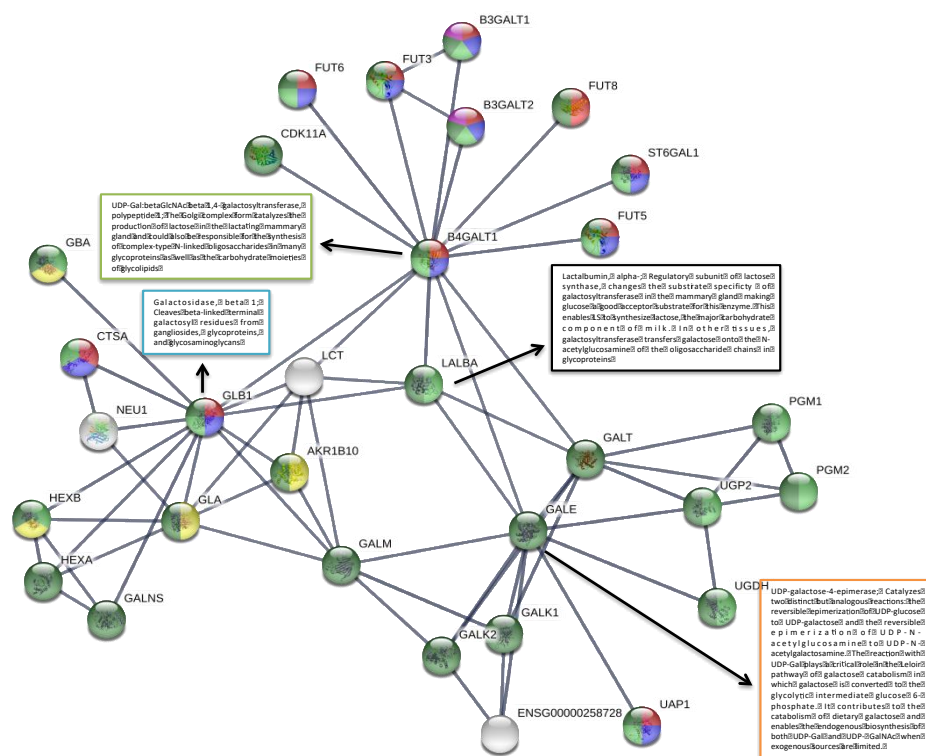 B3GALT1
FUT3
FUT6
FUT8
B3GALT2
CDK11A
ST6GAL1
FUT5
UDP-Gal:betaGlcNAc beta 1,4- galactosyltransferase,
polypeptide 1; The Golgi complex form catalyzes the
production of lactose in the lactating mammary
gland and could also be responsible for the synthesis
of complex-type N-linked oligosaccharides in many
glycoproteins as well as the carbohydrate moieties
of glycolipids
B4GALT1
GBA
Galactosidase, beta 1;
Cleaves beta-linked terminal
galactosyl residues from
gangliosides, glycoproteins,
and glycosaminoglycans
Lactalbumin, alpha-; Regulatory subunit of lactose
synthase, changes the substrate specificty of
galactosyltransferase in the mammary gland making
glucose a good acceptor substrate for this enzyme. This
enables LS to synthesize lactose, the major carbohydrate
component of milk. In other tissues,
galactosyltransferase transfers galactose onto the N-
acetylglucosamine of the oligosaccharide chains in
glycoproteins
CTSA
LCT
LALBA
GLB1
NEU1
PGM1
GALT
AKR1B10
PGM2
UGP2
HEXB
GLA
GALE
GALM
HEXA
UGDH
GALNS
GALK1
GALK2
UDP-galactose-4-epimerase; Catalyzes
two distinct but analogous reactions: the
reversible epimerization of UDP-glucose
to UDP-galactose and the reversible
epimerization of UDP-N-
acetylglucosamine to UDP-N-
acetylgalactosamine. The reaction with
UDP-Gal plays a critical role in the Leloir
pathway of galactose catabolism in
which galactose is converted to the
glycolytic intermediate glucose 6-
phosphate. It contributes to the
catabolism of dietary galactose and
enables the endogenous biosynthesis of
both UDP-Gal and UDP-GalNAc when
exogenous sources are limited.
ENSG00000258728
UAP1